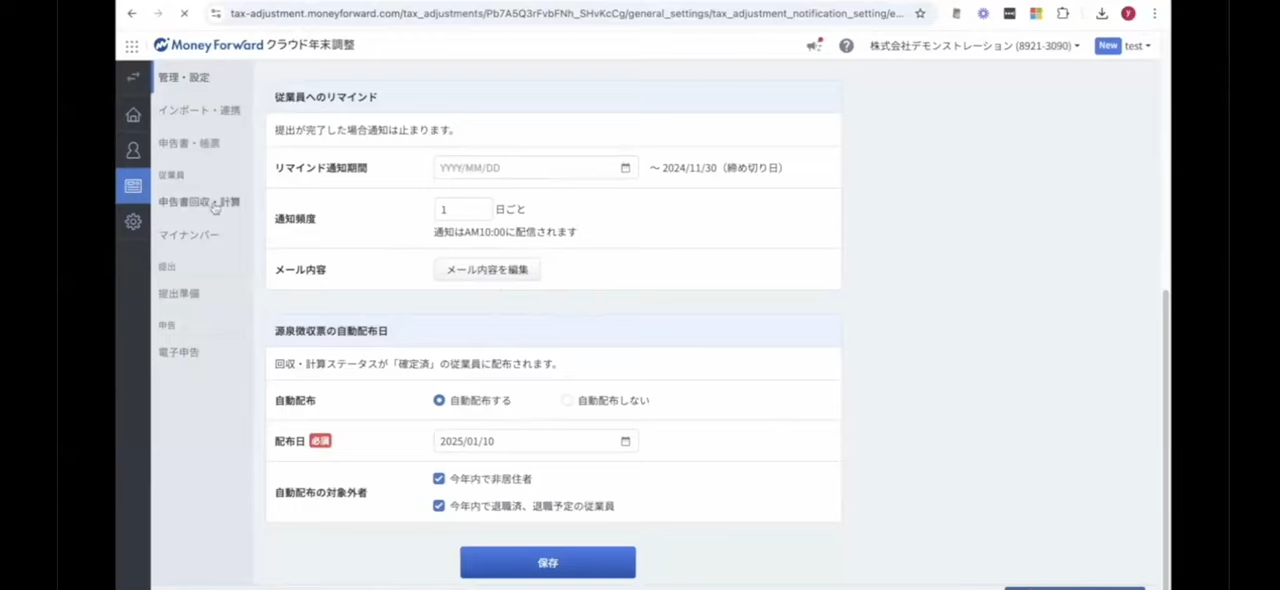 tax-adjustment.moneyforward.com/tax_adjustments/Pb7A5Q3rFvbFNh_SHvKcCg/general_settings/tax_adjustment_notification_setting/e...
Money Forward クラウド年末調整
株式会社デモンストレーション (8921-3090)
New
test
管理・設定
インポート・連携
申告書・帳票
従業員
申告書回収・計算
マイナンバー
提出
提出準備
申告
電子申告
従業員へのリマインド
提出が完了した場合通知は止まります。
リマインド通知期間
YYYY/MM/DD
～ 2024/11/30（締め切り日）
通知頻度
1
日ごと
通知はAM10:00に配信されます
メール内容
メール内容を編集
源泉徴収票の自動配布日
回収・計算ステータスが「確定済」の従業員に配布されます。
自動配布
自動配布する
自動配布しない
配布日 必須
2025/01/10
自動配布の対象外者
今年内で非居住者
今年内で退職済、退職予定の従業員
保存